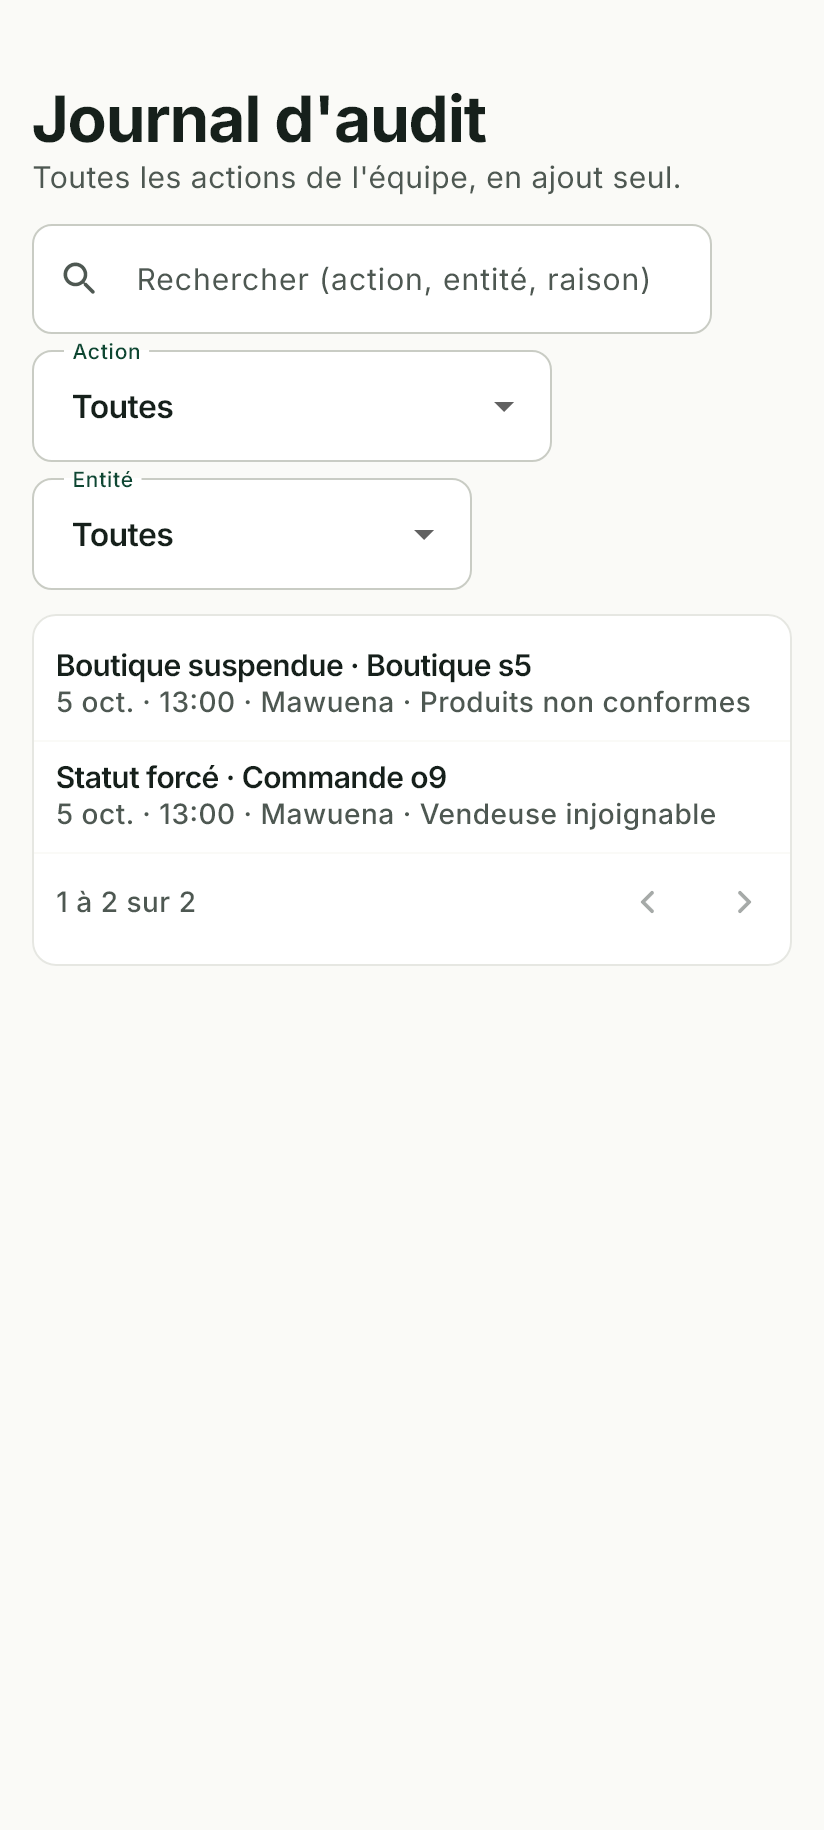 Journal d'audit
Toutes les actions de l'équipe, en ajout seul.
Rechercher (action, entité, raison)
Action
Toutes
Entité
Toutes
Boutique suspendue · Boutique s5
5 oct. · 13:00 · Mawuena · Produits non conformes
Statut forcé · Commande o9
5 oct. · 13:00 · Mawuena · Vendeuse injoignable
1 à 2 sur 2